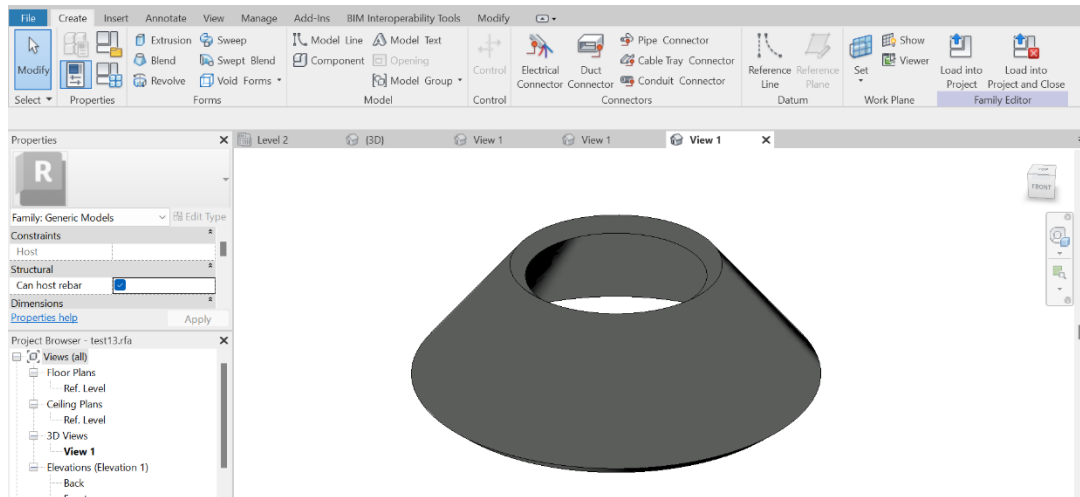 File Create Insert Annotate View Manage Add-Ins BIM Interoperability Tools Modify
Modify
Select
Properties
Extrusion Sweep
Blend Swept Blend
Revolve Void Forms
Forms
Model Line Model Text
Component Opening
Model Group
Model
Control
Control
Electrical Connector
Duct Connector
Pipe Connector
Cable Tray Connector
Conduit Connector
Connectors
Reference Line
Reference Plane
Datum
Set
Show
Viewer
Work Plane
Load into Project
Load into Project and Close
Family Editor
Properties
Level 2 (3D) View 1 View 1 View 1
R
Family: Generic Models Edit Type
Constraints
Host
Structural
Can host rebar
Dimensions
Properties help Apply
Project Browser - test13.rfa
Views (all)
Floor Plans
Ref. Level
Ceiling Plans
Ref. Level
3D Views
View 1
Elevations (Elevation 1)
Back
FRONT